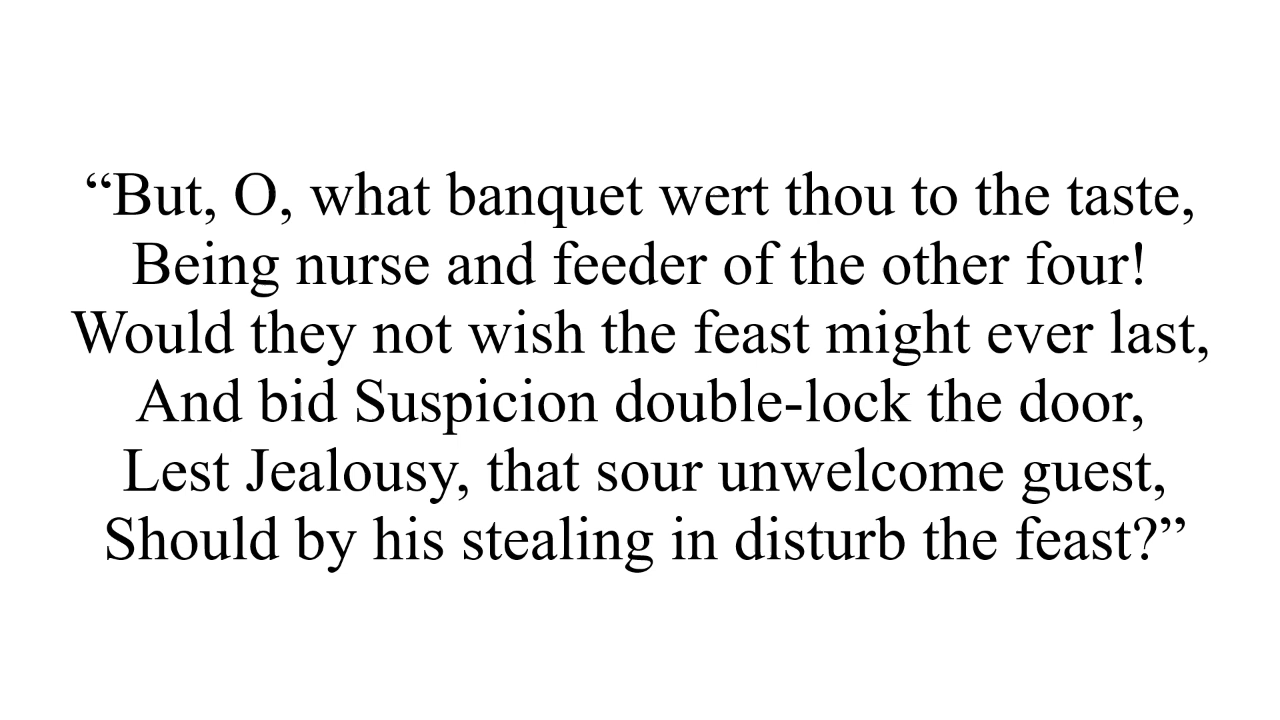 “But, O, what banquet wert thou to the taste,
Being nurse and feeder of the other four!
Would they not wish the feast might ever last,
And bid Suspicion double-lock the door,
Lest Jealousy, that sour unwelcome guest,
Should by his stealing in disturb the feast?”